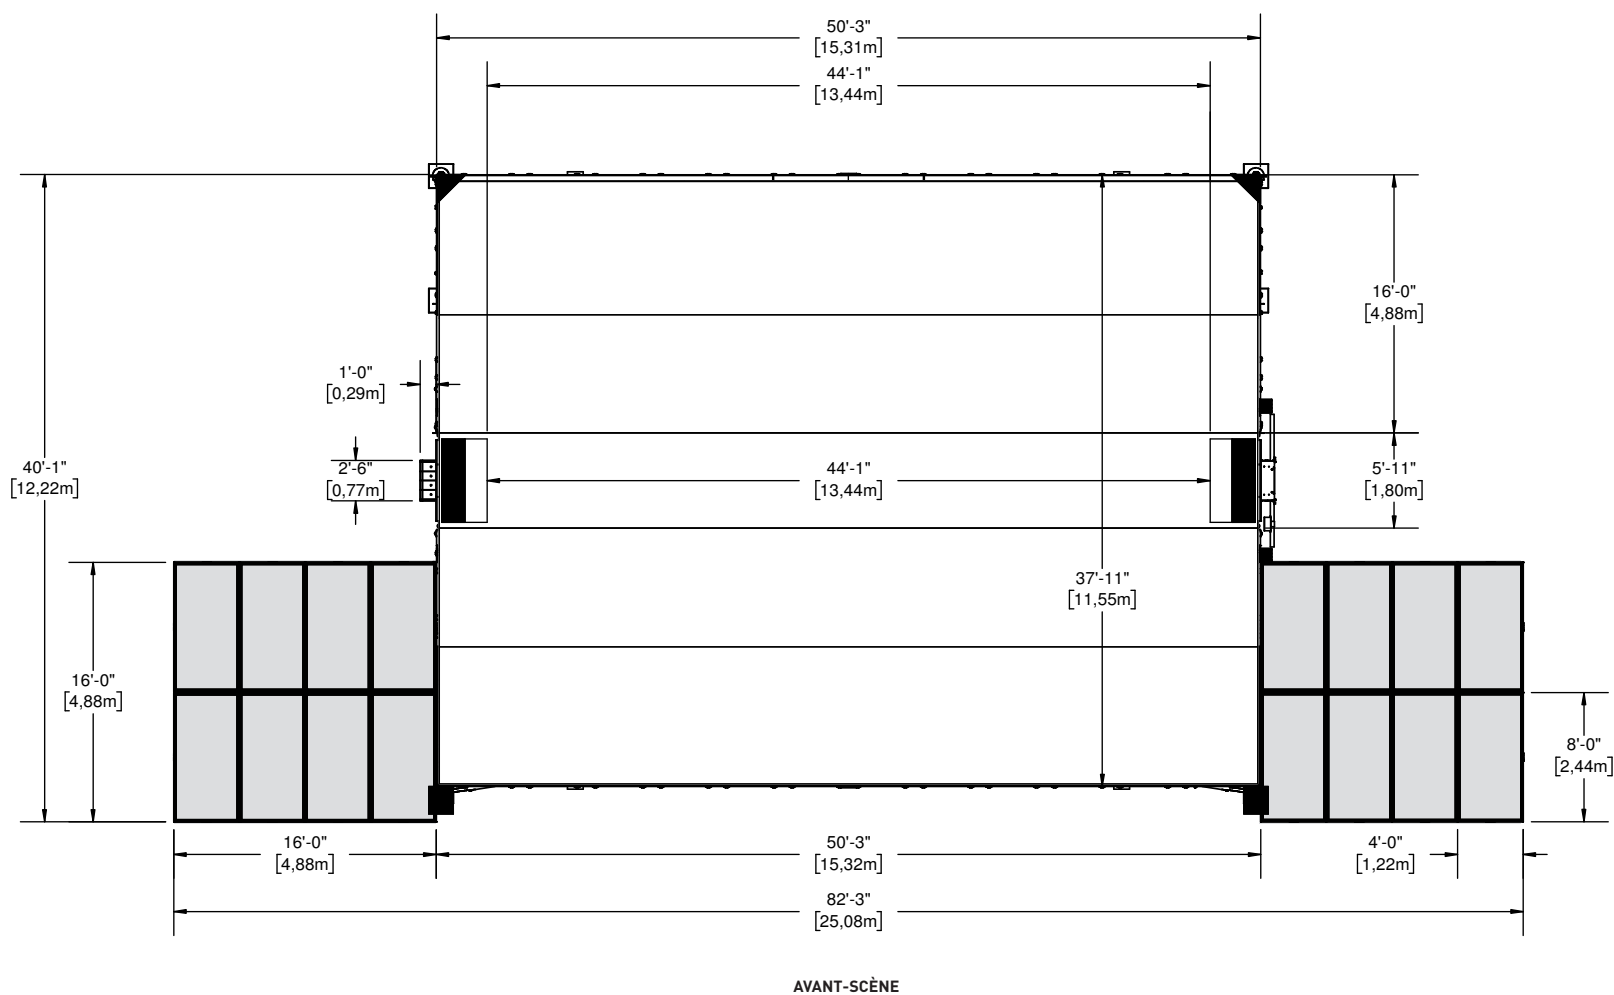 50'-3"
[15,31m]
44'-1"
[13,44m]
16'-0"
[4,88m]
1'-0"
[0,29m]
40'-1"
[12,22m]
2'-6"
[0,77m]
44'-1"
[13,44m]
5'-11"
[1,80m]
37'-11"
[11,55m]
16'-0"
[4,88m]
8'-0"
[2,44m]
16'-0"
[4,88m]
50'-3"
[15,32m]
4'-0"
[1,22m]
82'-3"
[25,08m]
AVANT-SCÈNE